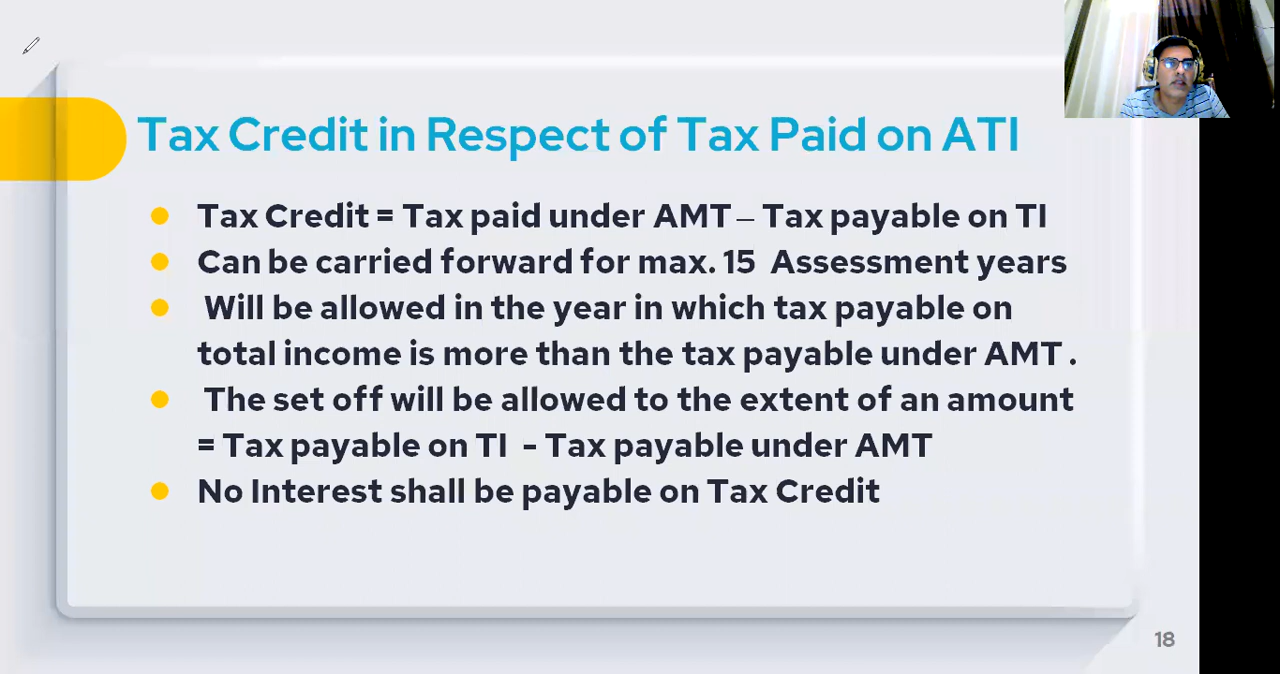 Tax Credit in Respect of Tax Paid on ATI
Tax Credit = Tax paid under AMT – Tax payable on TI
Can be carried forward for max. 15 Assessment years
Will be allowed in the year in which tax payable on
total income is more than the tax payable under AMT .
The set off will be allowed to the extent of an amount
= Tax payable on TI - Tax payable under AMT
No Interest shall be payable on Tax Credit
18